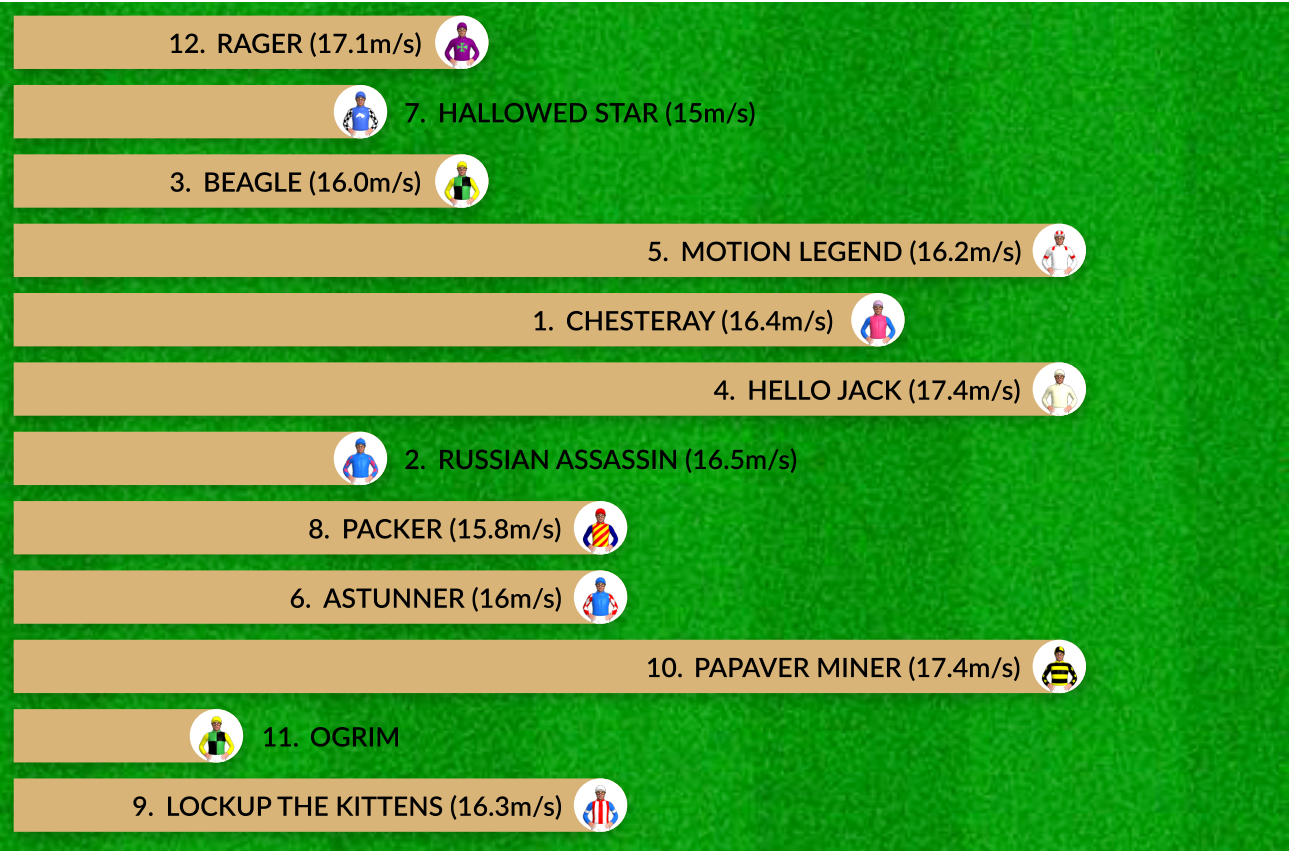 12. RAGER (17.1m/s)
7. HALLOWED STAR (15m/s)
3. BEAGLE (16.0m/s)
5. MOTION LEGEND (16.2m/s)
1. CHESTERAY (16.4m/s)
4. HELLO JACK (17.4m/s)
2. RUSSIAN ASSASSIN (16.5m/s)
8. PACKER (15.8m/s)
6. ASTUNNER (16m/s)
10. PAPAVER MINER (17.4m/s)
11. OGRIM
9. LOCKUP THE KITTENS (16.3m/s)